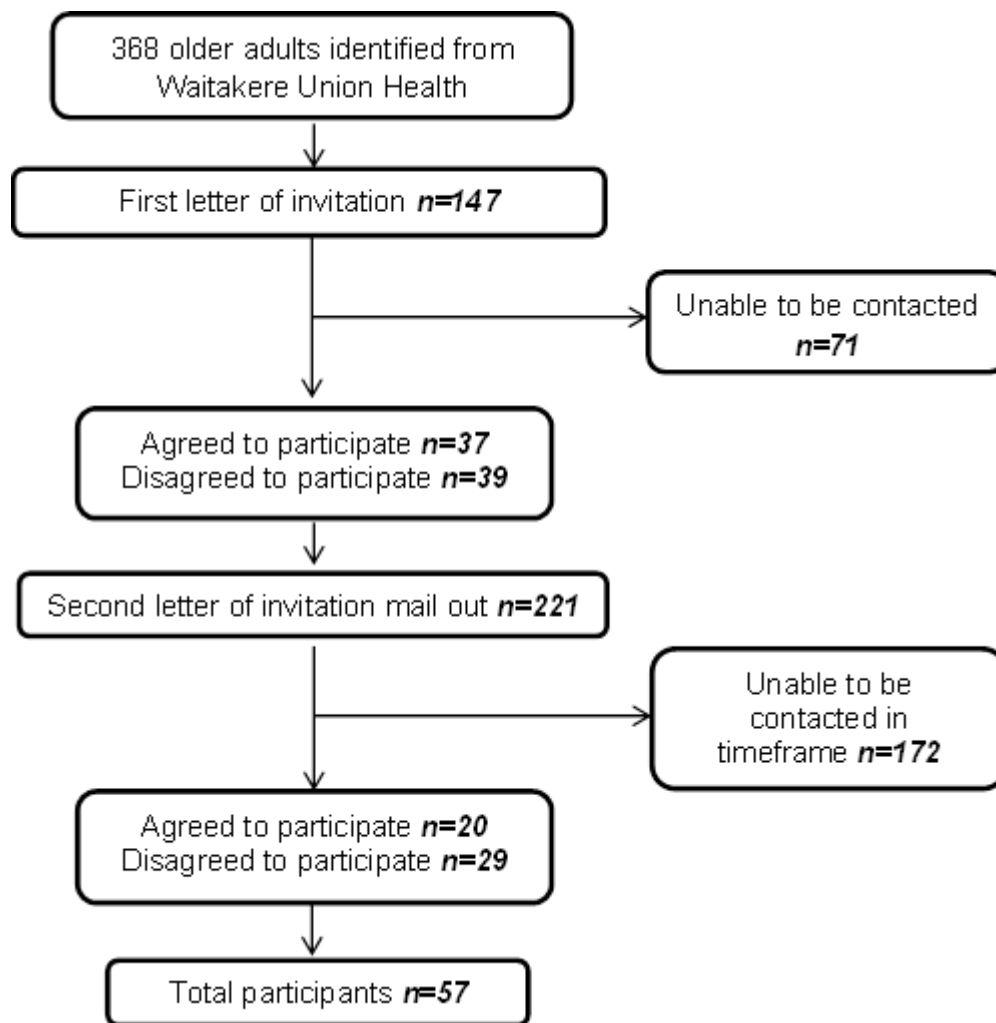 368 older adults identified from
Waitakere Union Health
First letter of invitation n=147
Unable to be contacted
n=71
Agreed to participate n=37
Disagreed to participate n=39
Second letter of invitation mail out n=221
Unable to be
contacted in
timeframe n=172
Agreed to participate n=20
Disagreed to participate n=29
Total participants n=57